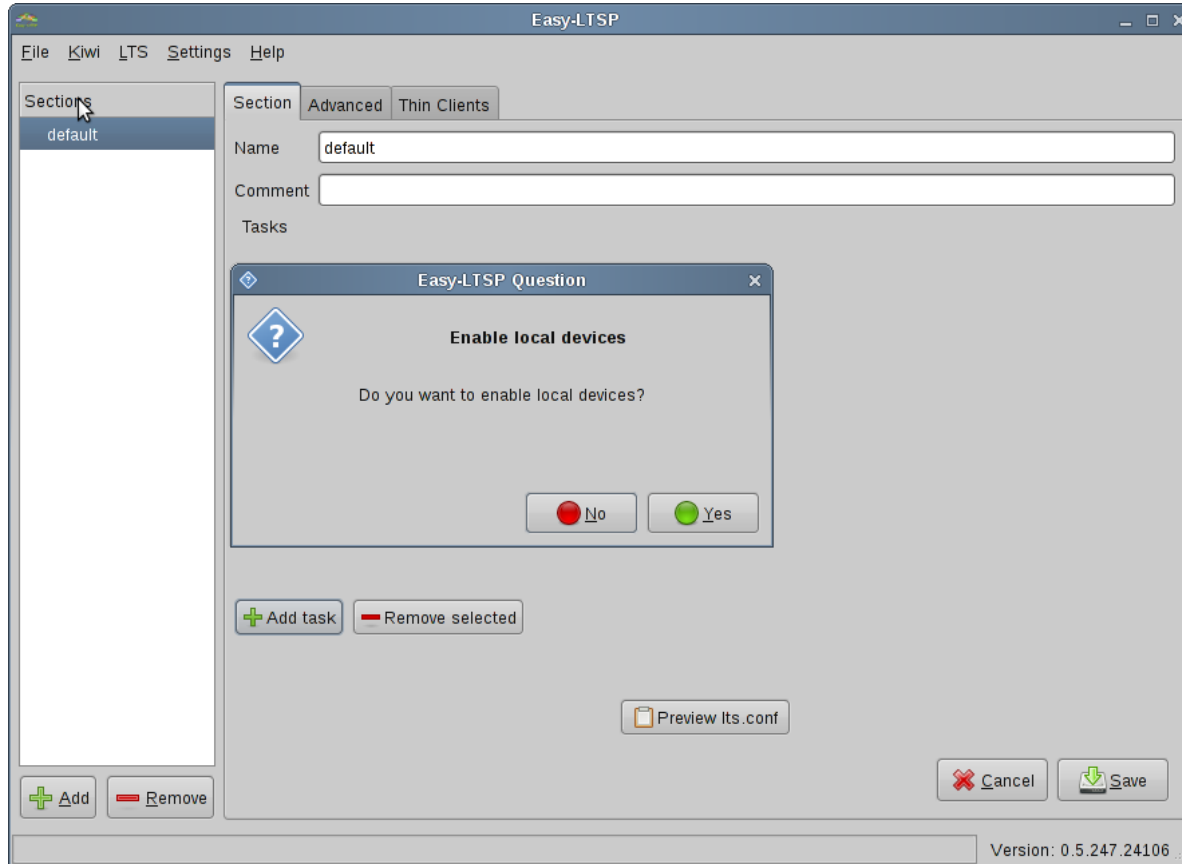 Easy-LTSP
File Kiwi LTS Settings Help
Sections
default
Section Advanced Thin Clients
Name default
Comment
Tasks
Easy-LTSP Question
Enable local devices
Do you want to enable local devices?
No Yes
Add task Remove selected
Preview lts.conf
Cancel Save
Add Remove
Version: 0.5.247.24106